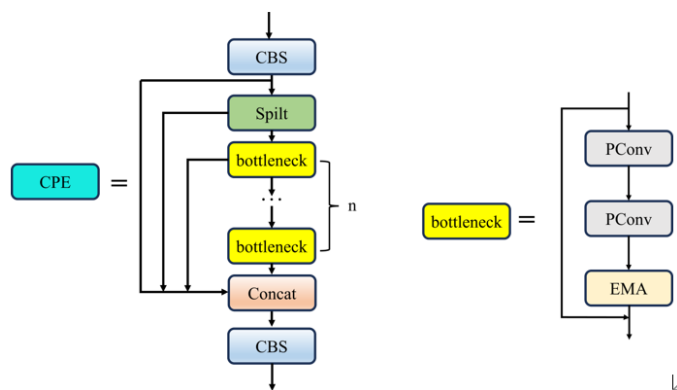 CBS
Spilt
bottleneck
...
bottleneck
n
CPE =
Concat
CBS
PConv
PConv
bottleneck =
EMA